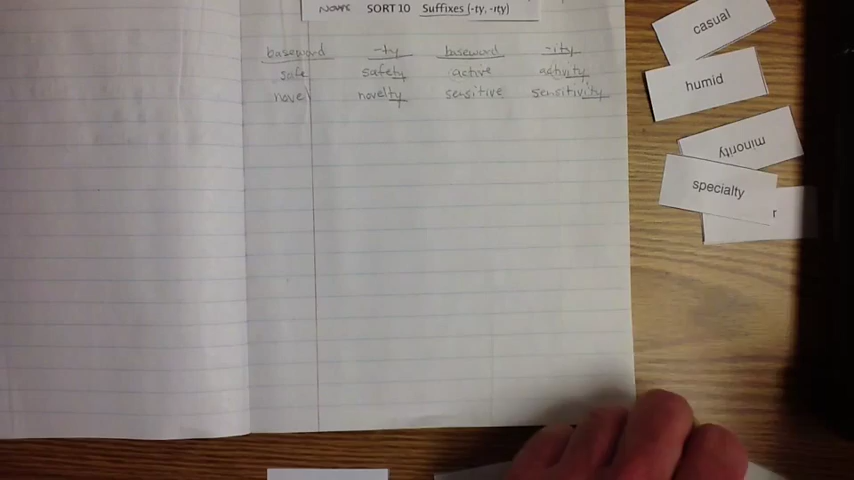 Nouns SORT 10 Suffixes (-ty, -ity)
baseword -ty baseword -ity
safe safety active activity
novel novelty sensitive sensitivity
casual
humid
minority
specialty
r